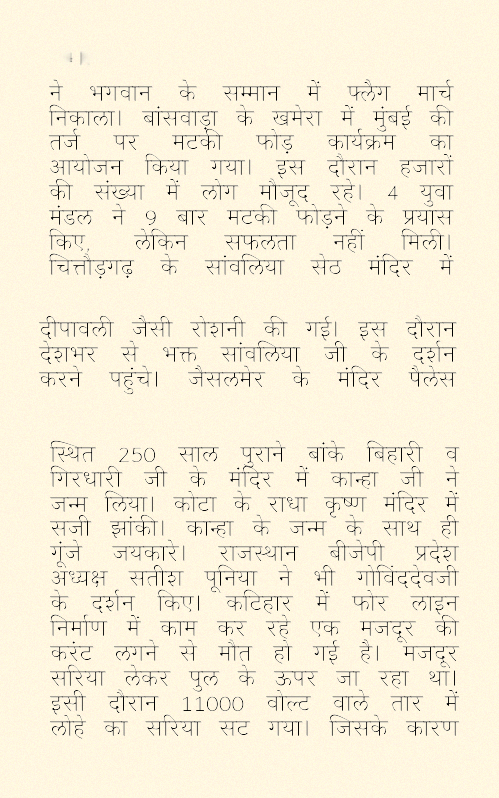 ने भगवान के सम्मान में फ्लैग मार्च
निकाला। बांसवाड़ा के खमेरा में मुंबई की
तर्ज पर मटकी फोड़ कार्यक्रम का
आयोजन किया गया। इस दौरान हजारों
की संख्या में लोग मौजूद रहे। 4 युवा
मंडल ने 9 बार मटकी फोड़ने के प्रयास
किए, लेकिन सफलता नहीं मिली।
चित्तौड़गढ़ के सांवलिया सेठ मंदिर में
दीपावली जैसी रोशनी की गई। इस दौरान
देशभर से भक्त सांवलिया जी के दर्शन
करने पहुंचे। जैसलमेर के मंदिर पैलेस
स्थित 250 साल पुराने बांके बिहारी व
गिरधारी जी के मंदिर में कान्हा जी ने
जन्म लिया। कोटा के राधा कृष्ण मंदिर में
सजी झांकी। कान्हा के जन्म के साथ ही
गूंजे जयकारे। राजस्थान बीजेपी प्रदेश
अध्यक्ष सतीश पूनिया ने भी गोविंददेवजी
के दर्शन किए। कटिहार में फोर लाइन
निर्माण में काम कर रहे एक मजदूर की
करंट लगने से मौत हो गई है। मजदूर
सरिया लेकर पुल के ऊपर जा रहा था।
इसी दौरान 11000 वोल्ट वाले तार में
लोहे का सरिया सट गया। जिसके कारण